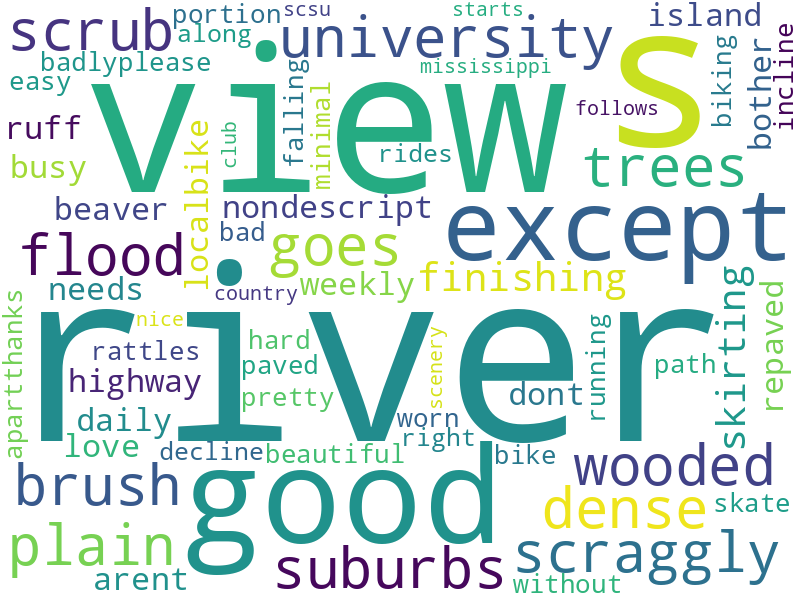 portion scsu starts island
scrub along university s incline
badlyplease mississippi biking bother
easy view falling minimal follows
ruff localbike club rides trees
busy
beaver nondescript except
flood bad goes
needs country weekly finishing
apartthanks nice river scenery running skirting repaved
rattles hard path
highway paved
daily pretty worn dont
love decline beautiful right bike wooded
brush good dense skate
plain suburbs scraggly
arent without